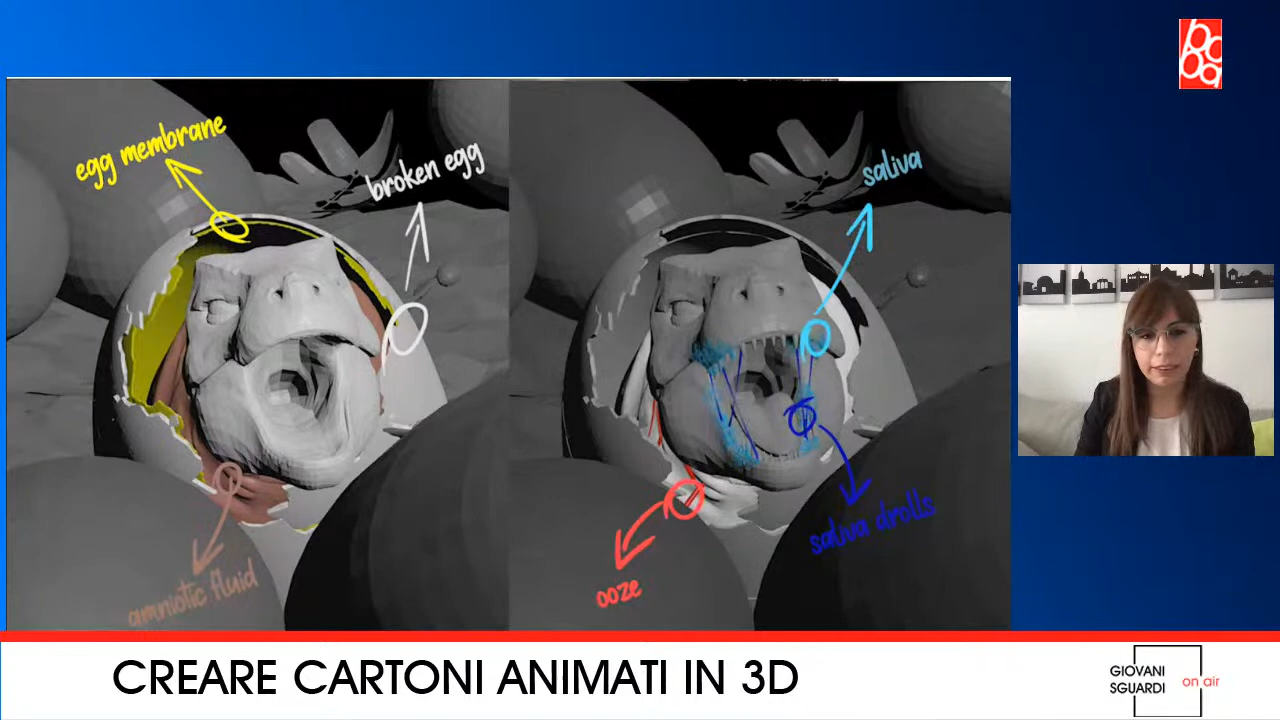 egg membrane
broken egg
saliva
saliva drolls
ooze
amniotic fluid
CREARE CARTONI ANIMATI IN 3D
GIOVANI
SGUARDI on air